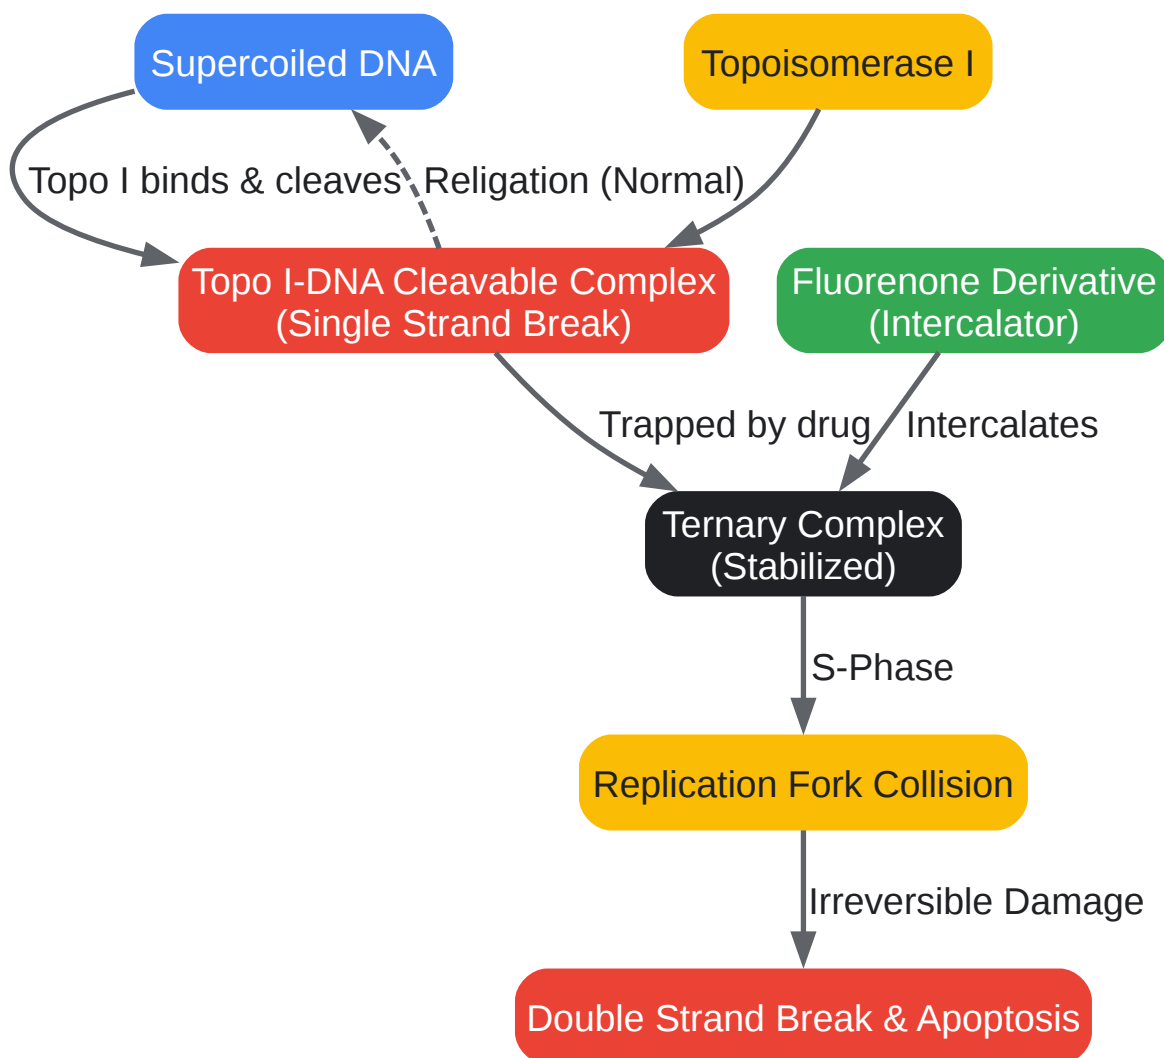 Supercoiled DNA
Topoisomerase I
Topo I binds & cleaves
Religation (Normal)
Topo I-DNA Cleavable Complex
(Single Strand Break)
Fluorenone Derivative
(Intercalator)
Trapped by drug
Intercalates
Ternary Complex
(Stabilized)
S-Phase
Replication Fork Collision
Irreversible Damage
Double Strand Break & Apoptosis